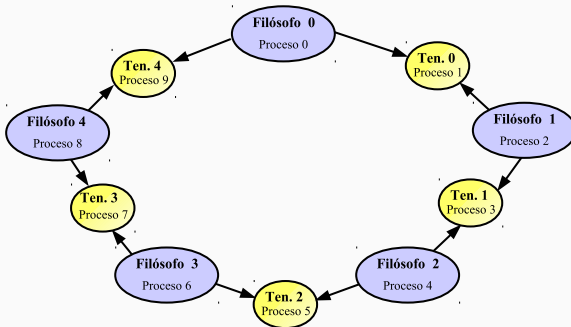 Filósofo 0
Proceso 0
Ten. 4
Proceso 9
Ten. 0
Proceso 1
Filósofo 4
Proceso 8
Filósofo 1
Proceso 2
Ten. 3
Proceso 7
Ten. 1
Proceso 3
Filósofo 3
Proceso 6
Filósofo 2
Proceso 4
Ten. 2
Proceso 5